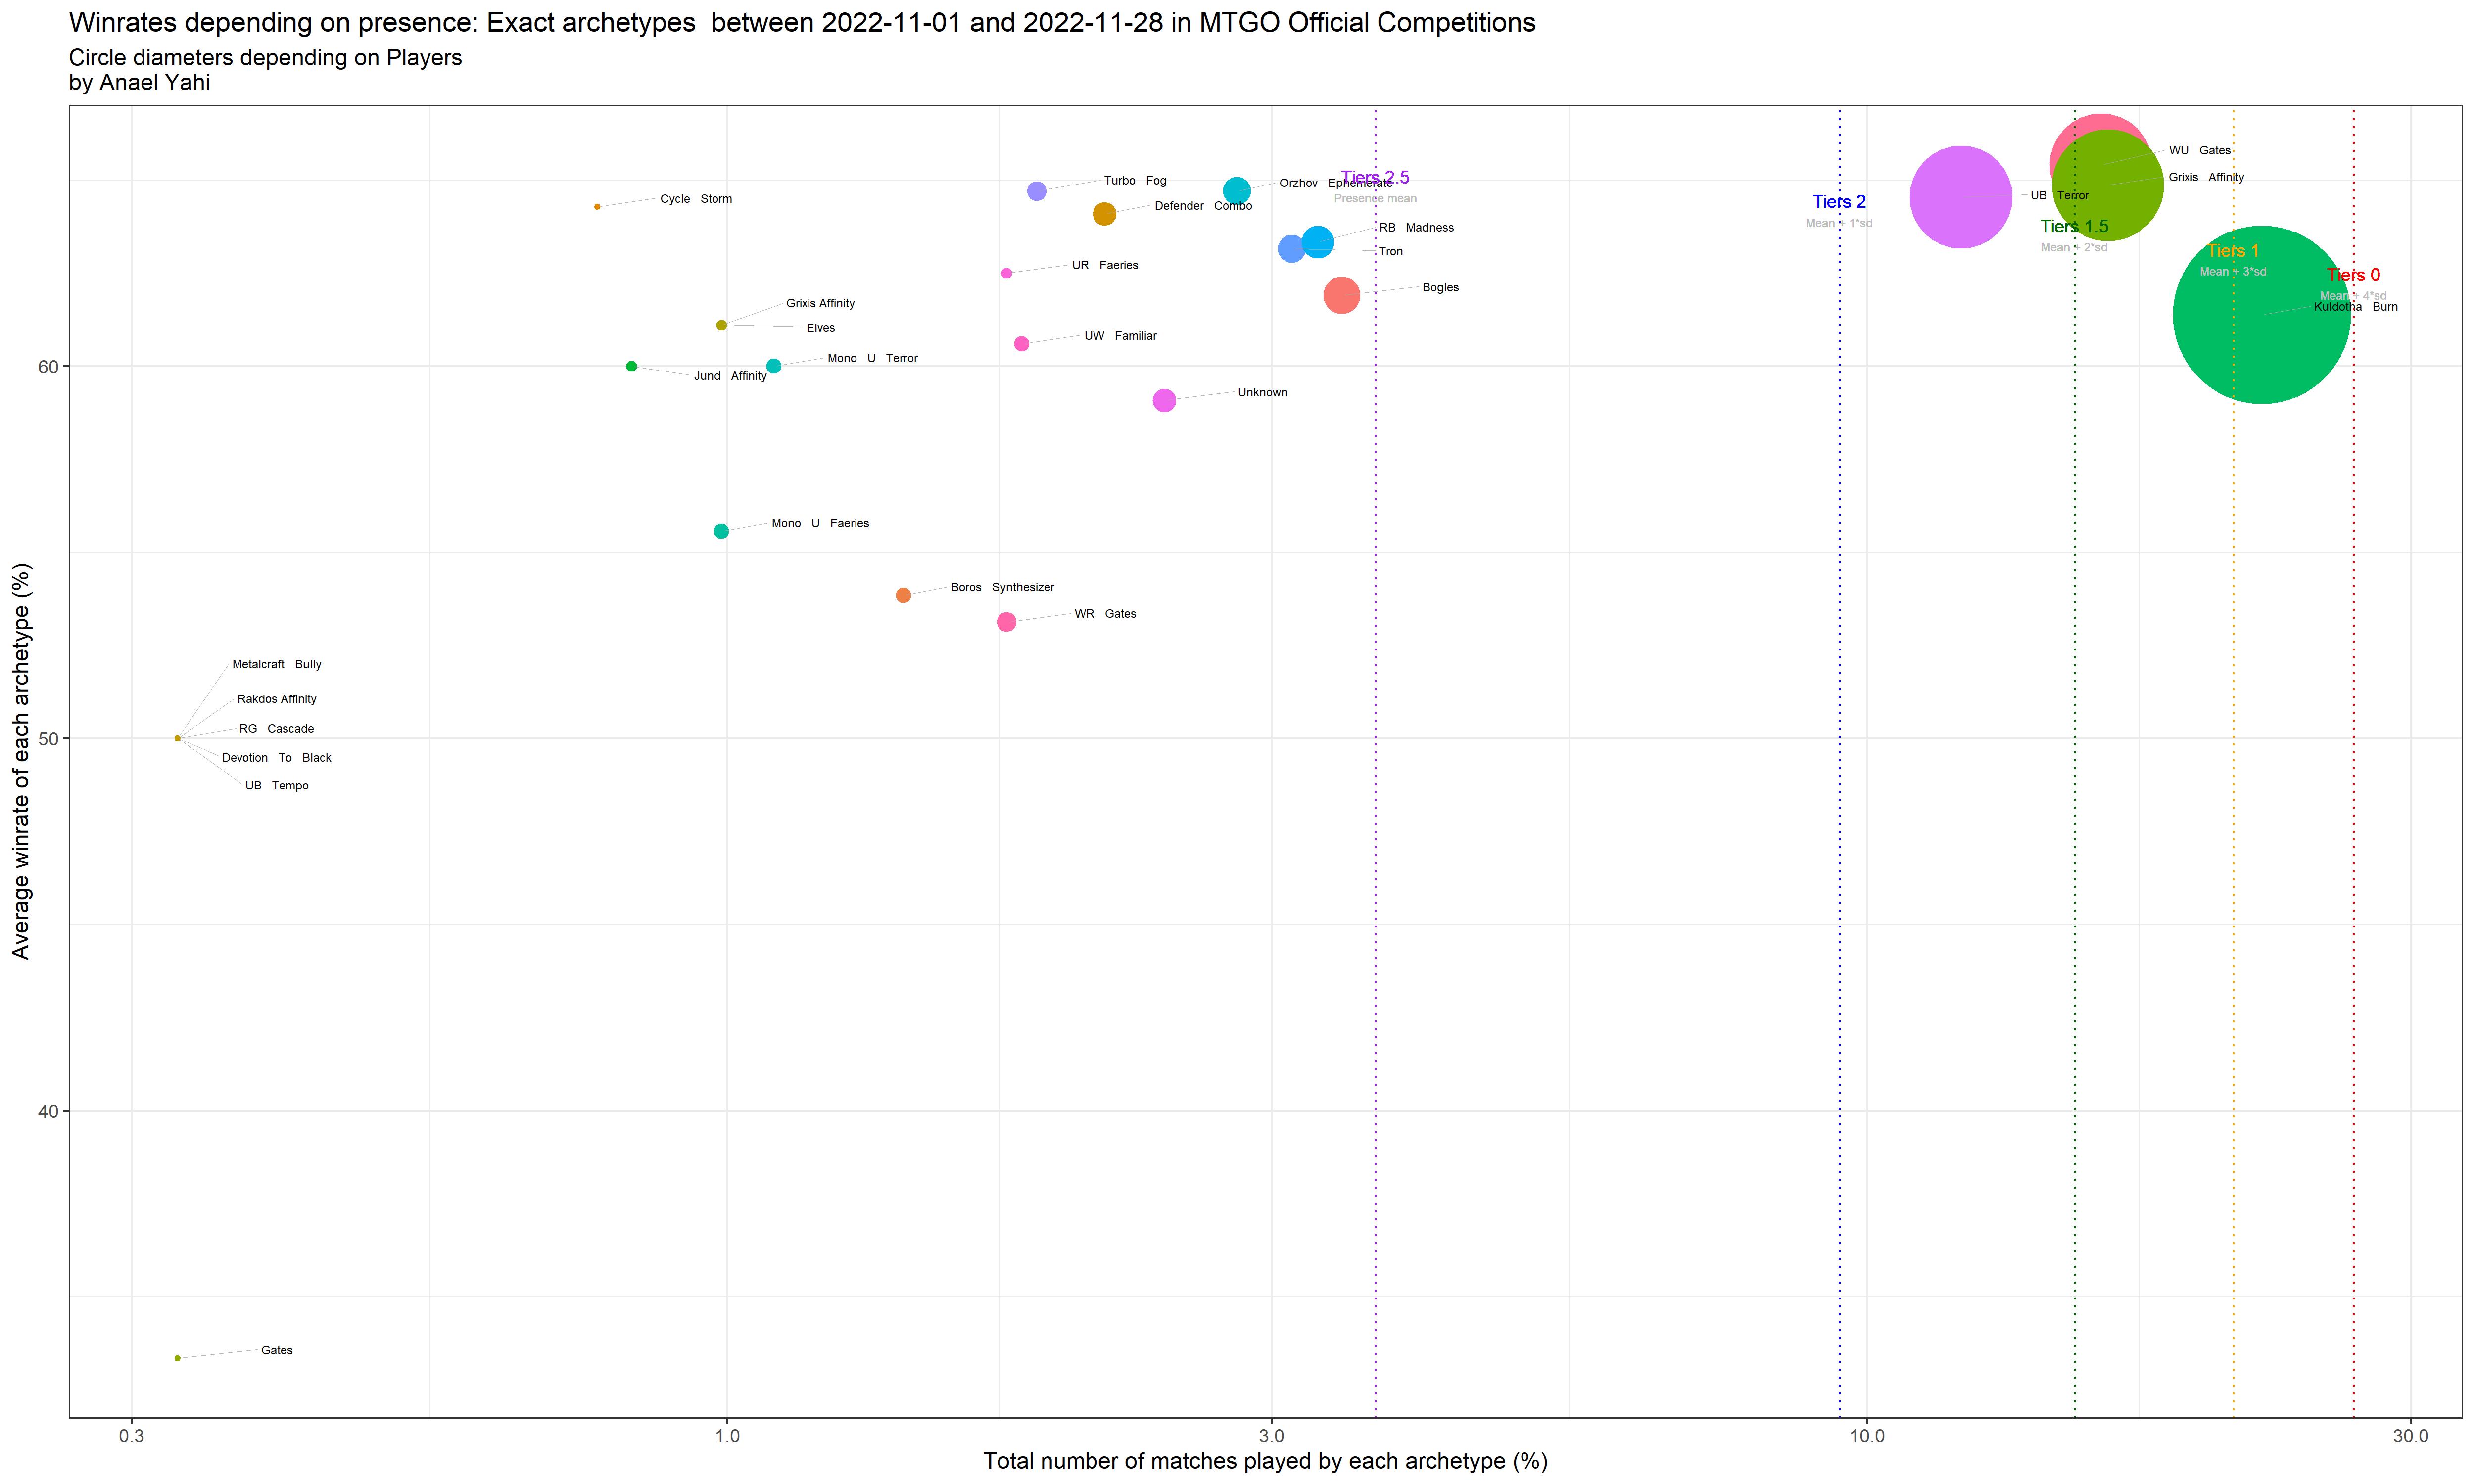 Winrates depending on presence: Exact archetypes  between 2022-11-01 and 2022-11-28 in MTGO Official Competitions
Circle diameters depending on Players
by Anael Yahi
Average winrate of each archetype (%)
60
50
40
WU   Gates
Turbo   Fog
Orzhov   Ephemerate
Tiers 2.5
Presence mean
Grixis   Affinity
Cycle   Storm
Defender   Combo
Tiers 2
Mean + 1*sd
UB   Terror
RB   Madness
Tiers 1.5
Mean + 2*sd
Tron
Tiers 1
Mean + 3*sd
UR   Faeries
Tiers 0
Mean + 4*sd
Bogles
Kuldotha   Burn
Grixis Affinity
Elves
UW   Familiar
Mono   U   Terror
Jund   Affinity
Unknown
Mono   U   Faeries
Boros   Synthesizer
WR   Gates
Metalcraft   Bully
Rakdos Affinity
RG   Cascade
Devotion   To   Black
UB   Tempo
Gates
0.3
1.0
3.0
10.0
30.0
Total number of matches played by each archetype (%)